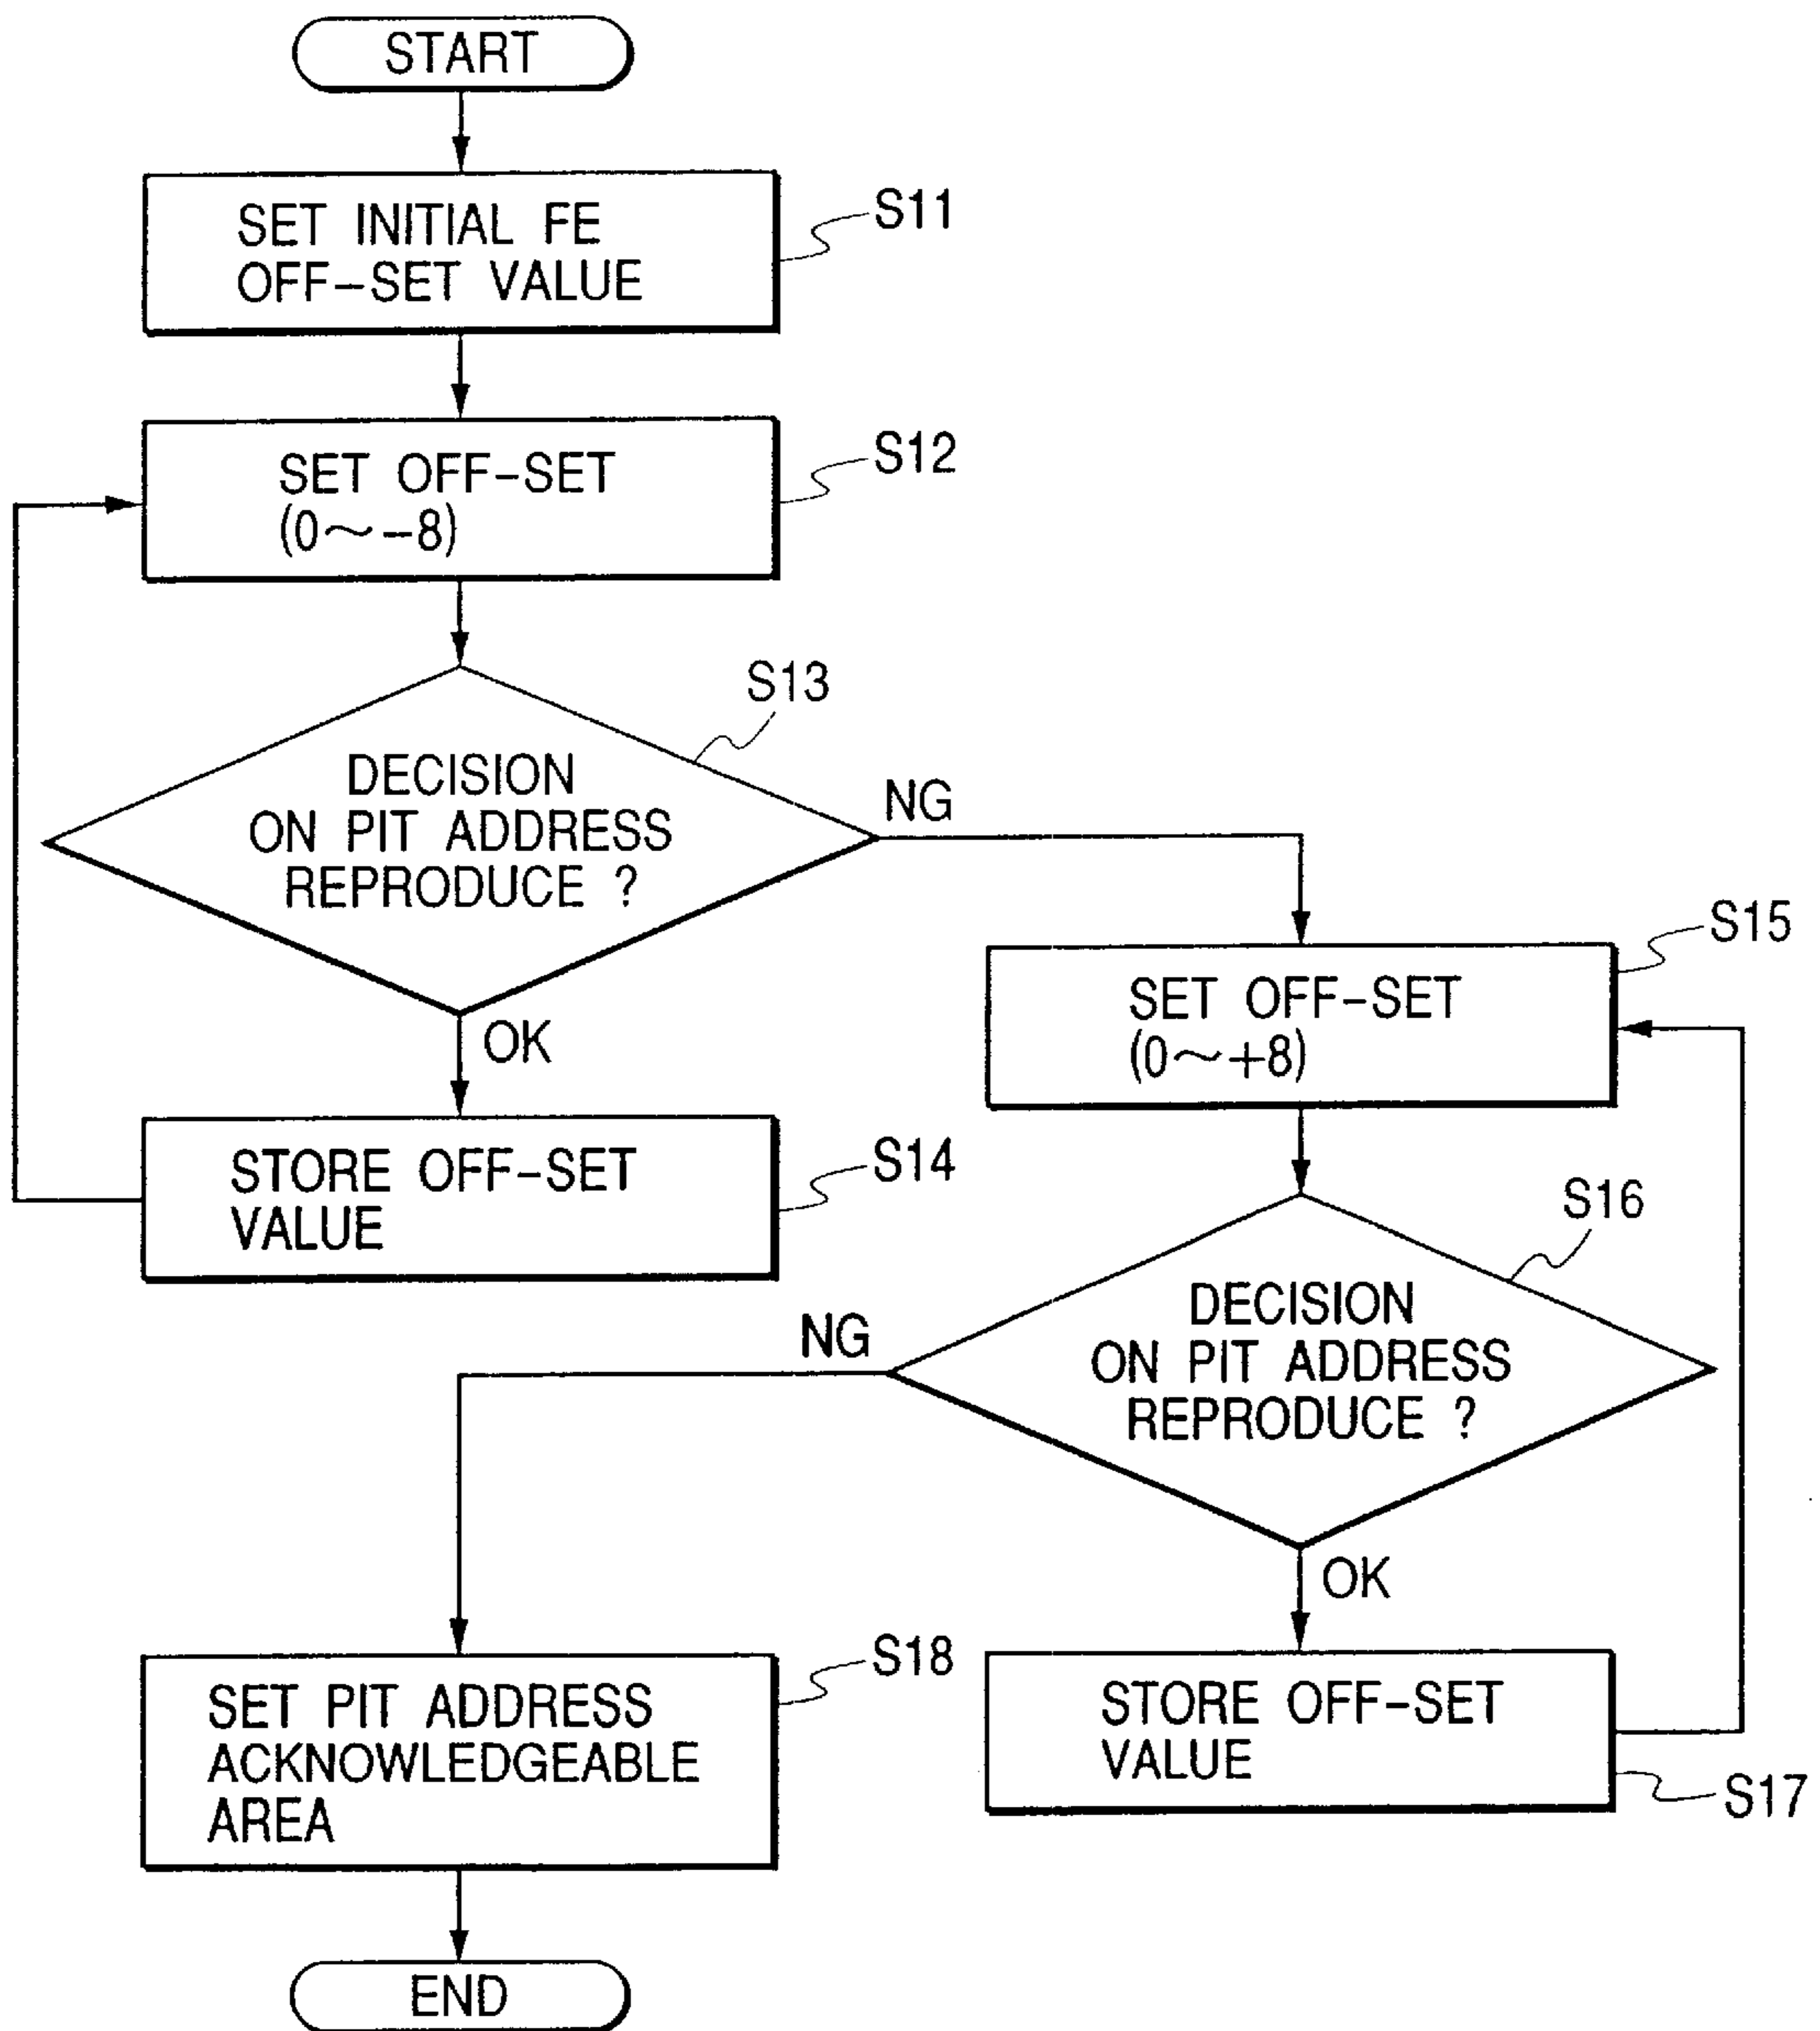 START
SET INITIAL FE
OFF-SET VALUE
S11
SET OFF-SET
(0～-8)
S12
S13
DECISION
ON PIT ADDRESS
REPRODUCE ?
NG
OK
STORE OFF-SET
VALUE
S14
SET OFF-SET
(0～+8)
S15
S16
DECISION
ON PIT ADDRESS
REPRODUCE ?
NG
OK
STORE OFF-SET
VALUE
S17
SET PIT ADDRESS
ACKNOWLEDGEABLE
AREA
S18
END